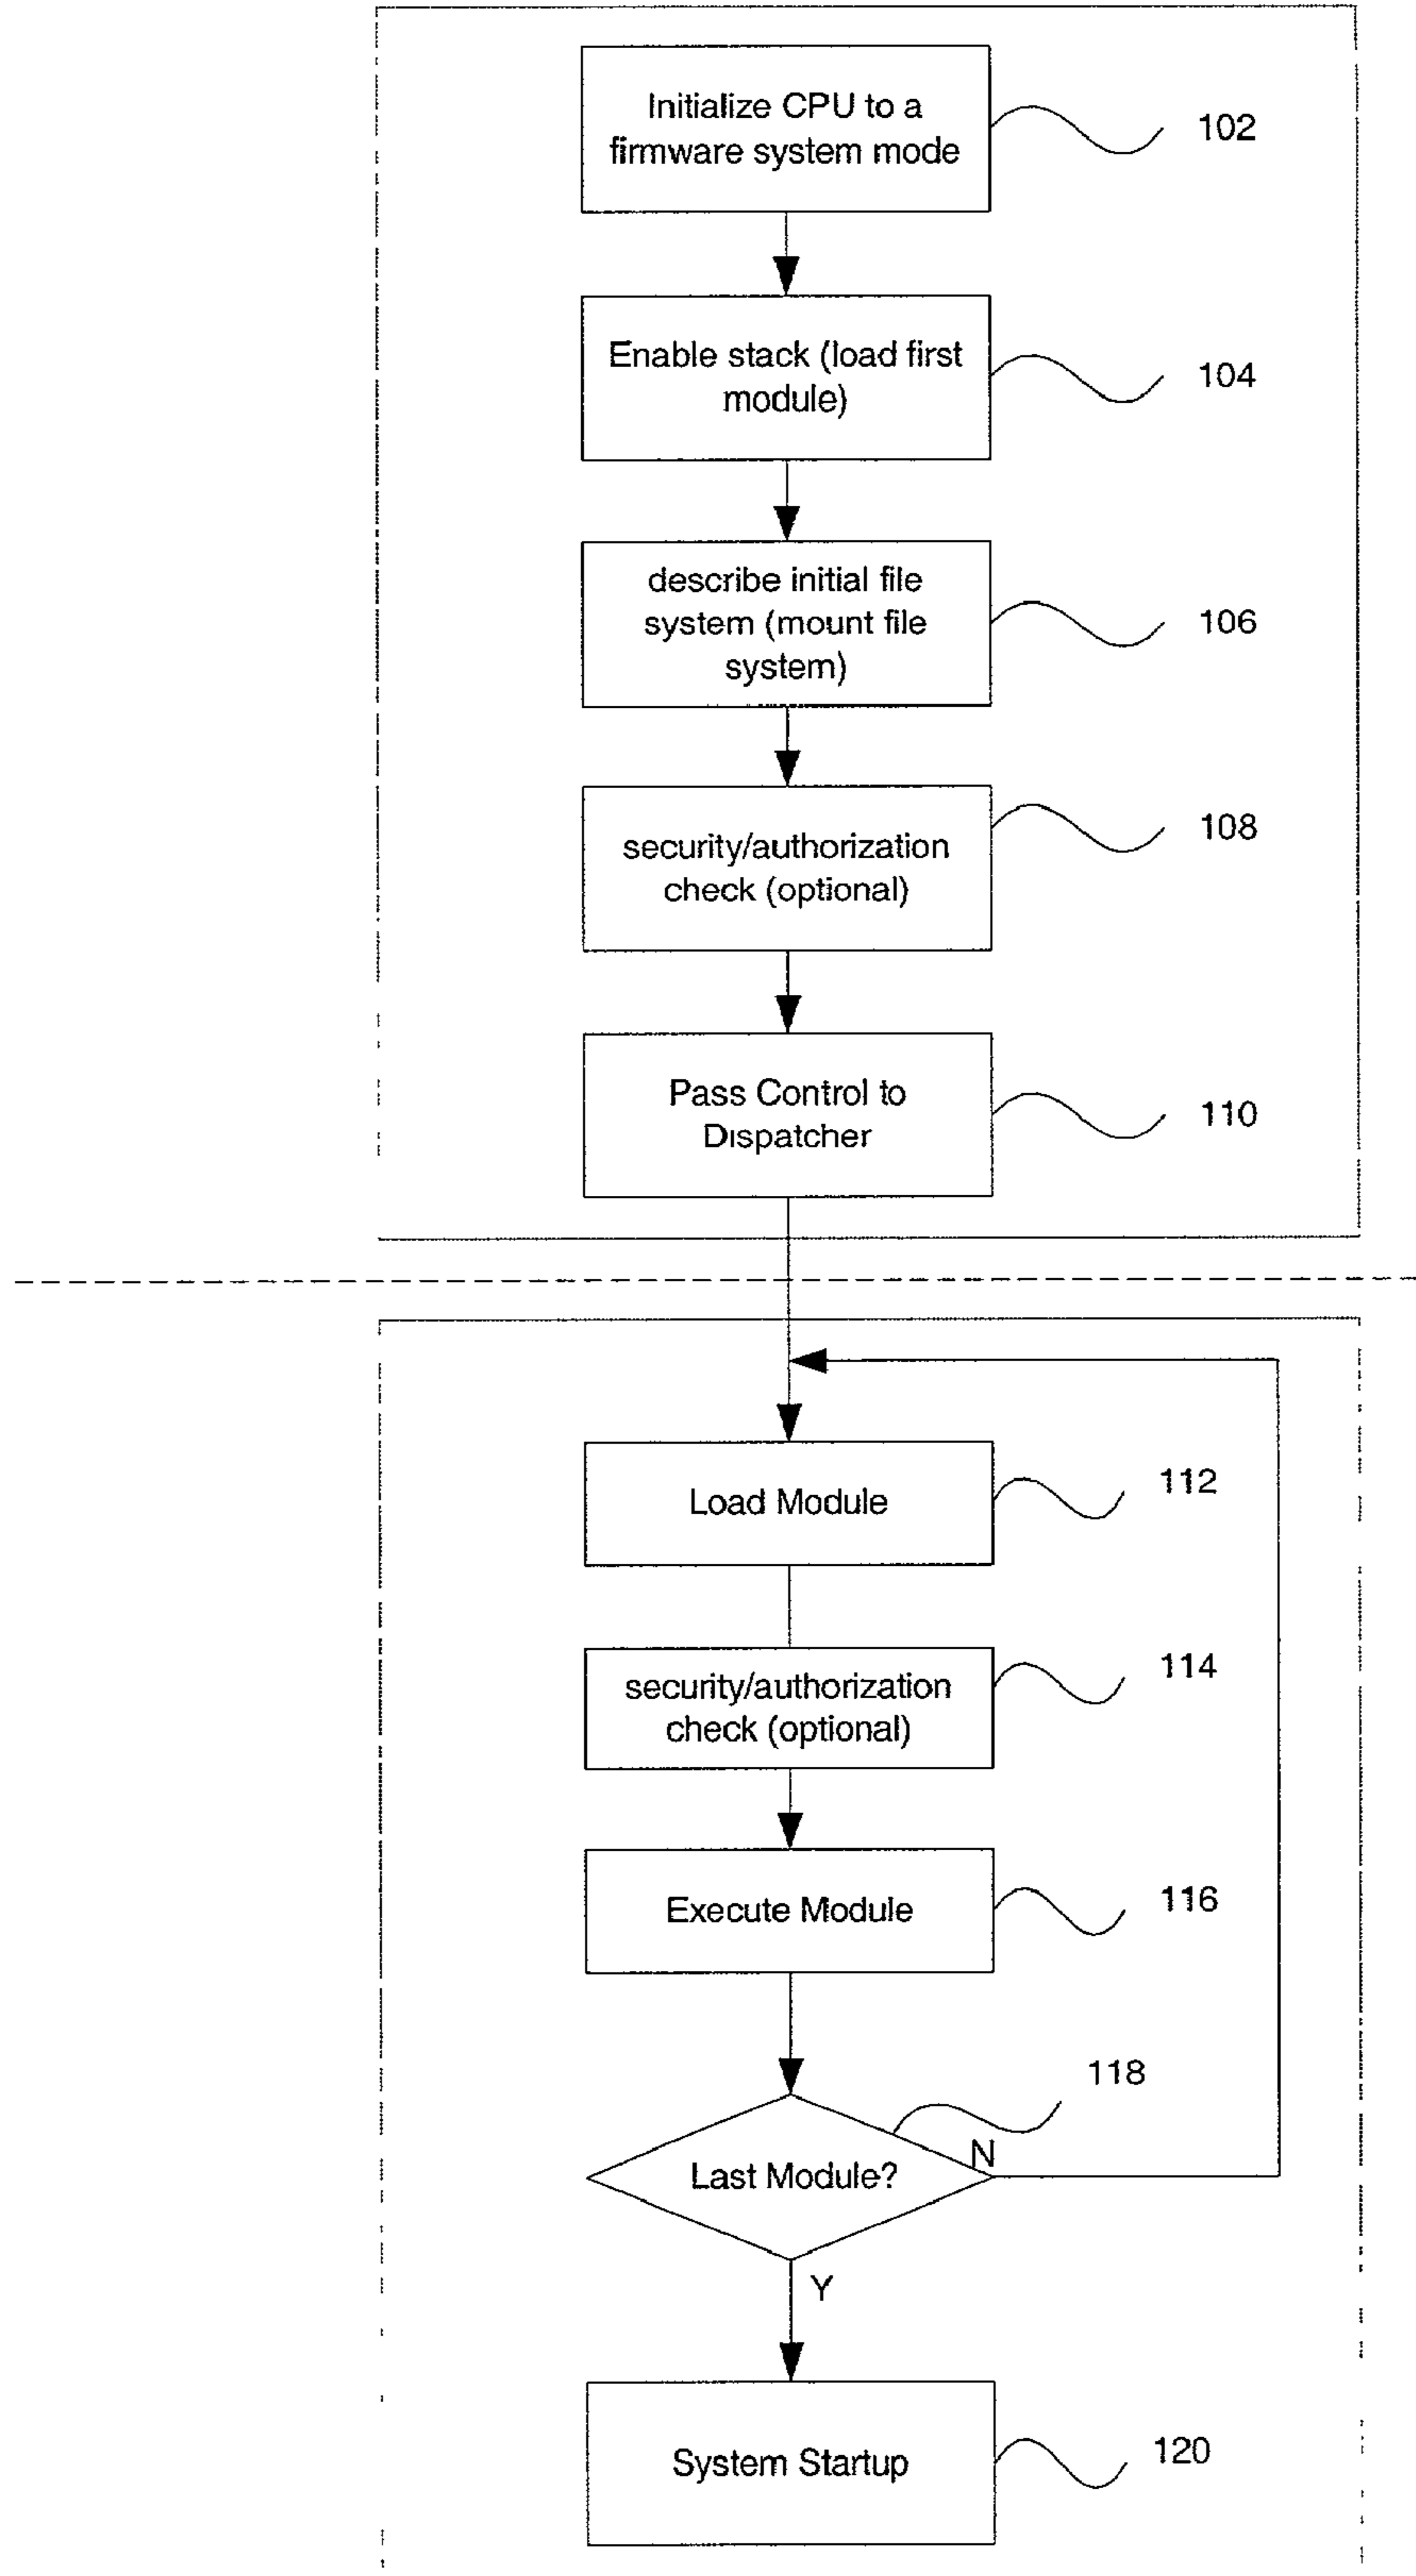 Initialize CPU to a
firmware system mode
102
Enable stack (load first
module)
104
describe initial file
system (mount file
system)
106
security/authorization
check (optional)
108
Pass Control to
Dispatcher
110
Load Module
112
security/authorization
check (optional)
114
Execute Module
116
118
Last Module?
N
Y
System Startup
120